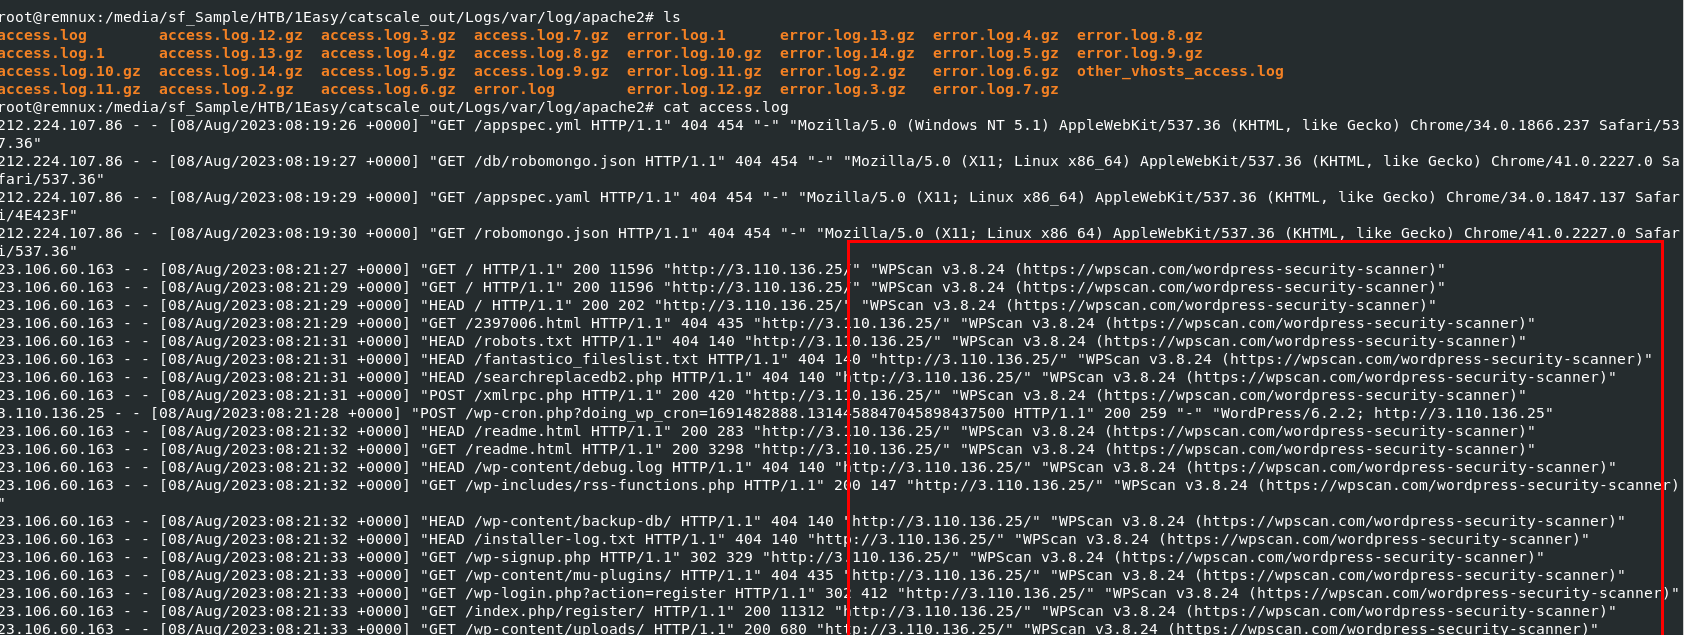 root@remnux:/media/sf_Sample/HTB/1Easy/catscale_out/Logs/var/log/apache2# ls
access.log access.log.12.gz access.log.3.gz access.log.7.gz error.log.1 error.log.13.gz error.log.4.gz error.log.8.gz
access.log.1 access.log.13.gz access.log.4.gz access.log.8.gz error.log.10.gz error.log.14.gz error.log.5.gz error.log.9.gz
access.log.10.gz access.log.14.gz access.log.5.gz access.log.9.gz error.log.11.gz error.log.2.gz error.log.6.gz other_vhosts_access.log
access.log.11.gz access.log.2.gz access.log.6.gz error.log error.log.12.gz error.log.3.gz error.log.7.gz
root@remnux:/media/sf_Sample/HTB/1Easy/catscale_out/Logs/var/log/apache2# cat access.log
212.224.107.86 - - [08/Aug/2023:08:19:26 +0000] "GET /appspec.yml HTTP/1.1" 404 454 "-" "Mozilla/5.0 (Windows NT 5.1) AppleWebKit/537.36 (KHTML, like Gecko) Chrome/34.0.1866.237 Safari/53
7.36"
212.224.107.86 - - [08/Aug/2023:08:19:27 +0000] "GET /db/robomongo.json HTTP/1.1" 404 454 "-" "Mozilla/5.0 (X11; Linux x86_64) AppleWebKit/537.36 (KHTML, like Gecko) Chrome/41.0.2227.0 Sa
fari/537.36"
212.224.107.86 - - [08/Aug/2023:08:19:29 +0000] "GET /appspec.yaml HTTP/1.1" 404 454 "-" "Mozilla/5.0 (X11; Linux x86_64) AppleWebKit/537.36 (KHTML, like Gecko) Chrome/34.0.1847.137 Safar
i/4E423F"
212.224.107.86 - - [08/Aug/2023:08:19:30 +0000] "GET /robomongo.json HTTP/1.1" 404 454 "-" "Mozilla/5.0 (X11; Linux x86_64) AppleWebKit/537.36 (KHTML, like Gecko) Chrome/41.0.2227.0 Safar
i/537.36"
23.106.60.163 - - [08/Aug/2023:08:21:27 +0000] "GET / HTTP/1.1" 200 11596 "http://3.110.136.25/" "WPScan v3.8.24 (https://wpscan.com/wordpress-security-scanner)"
23.106.60.163 - - [08/Aug/2023:08:21:29 +0000] "GET / HTTP/1.1" 200 11596 "http://3.110.136.25/" "WPScan v3.8.24 (https://wpscan.com/wordpress-security-scanner)"
23.106.60.163 - - [08/Aug/2023:08:21:29 +0000] "HEAD / HTTP/1.1" 200 202 "http://3.110.136.25/" "WPScan v3.8.24 (https://wpscan.com/wordpress-security-scanner)"
23.106.60.163 - - [08/Aug/2023:08:21:29 +0000] "GET /2397006.html HTTP/1.1" 404 435 "http://3.110.136.25/" "WPScan v3.8.24 (https://wpscan.com/wordpress-security-scanner)"
23.106.60.163 - - [08/Aug/2023:08:21:31 +0000] "HEAD /robots.txt HTTP/1.1" 404 140 "http://3.110.136.25/" "WPScan v3.8.24 (https://wpscan.com/wordpress-security-scanner)"
23.106.60.163 - - [08/Aug/2023:08:21:31 +0000] "HEAD /fantastico_fileslist.txt HTTP/1.1" 404 140 "http://3.110.136.25/" "WPScan v3.8.24 (https://wpscan.com/wordpress-security-scanner)"
23.106.60.163 - - [08/Aug/2023:08:21:31 +0000] "HEAD /searchreplacedb2.php HTTP/1.1" 404 140 "http://3.110.136.25/" "WPScan v3.8.24 (https://wpscan.com/wordpress-security-scanner)"
23.106.60.163 - - [08/Aug/2023:08:21:31 +0000] "POST /xmlrpc.php HTTP/1.1" 200 420 "http://3.110.136.25/" "WPScan v3.8.24 (https://wpscan.com/wordpress-security-scanner)"
3.110.136.25 - - [08/Aug/2023:08:21:28 +0000] "POST /wp-cron.php?doing_wp_cron=1691482888.1314458847045898437500 HTTP/1.1" 200 259 "-" "WordPress/6.2.2; http://3.110.136.25"
23.106.60.163 - - [08/Aug/2023:08:21:32 +0000] "HEAD /readme.html HTTP/1.1" 200 283 "http://3.110.136.25/" "WPScan v3.8.24 (https://wpscan.com/wordpress-security-scanner)"
23.106.60.163 - - [08/Aug/2023:08:21:32 +0000] "GET /readme.html HTTP/1.1" 200 3298 "http://3.110.136.25/" "WPScan v3.8.24 (https://wpscan.com/wordpress-security-scanner)"
23.106.60.163 - - [08/Aug/2023:08:21:32 +0000] "HEAD /wp-content/debug.log HTTP/1.1" 404 140 "http://3.110.136.25/" "WPScan v3.8.24 (https://wpscan.com/wordpress-security-scanner)"
23.106.60.163 - - [08/Aug/2023:08:21:32 +0000] "GET /wp-includes/rss-functions.php HTTP/1.1" 200 147 "http://3.110.136.25/" "WPScan v3.8.24 (https://wpscan.com/wordpress-security-scanner)
"
23.106.60.163 - - [08/Aug/2023:08:21:32 +0000] "HEAD /wp-content/backup-db/ HTTP/1.1" 404 140 "http://3.110.136.25/" "WPScan v3.8.24 (https://wpscan.com/wordpress-security-scanner)"
23.106.60.163 - - [08/Aug/2023:08:21:32 +0000] "HEAD /installer-log.txt HTTP/1.1" 404 140 "http://3.110.136.25/" "WPScan v3.8.24 (https://wpscan.com/wordpress-security-scanner)"
23.106.60.163 - - [08/Aug/2023:08:21:33 +0000] "GET /wp-signup.php HTTP/1.1" 302 329 "http://3.110.136.25/" "WPScan v3.8.24 (https://wpscan.com/wordpress-security-scanner)"
23.106.60.163 - - [08/Aug/2023:08:21:33 +0000] "GET /wp-content/mu-plugins/ HTTP/1.1" 404 435 "http://3.110.136.25/" "WPScan v3.8.24 (https://wpscan.com/wordpress-security-scanner)"
23.106.60.163 - - [08/Aug/2023:08:21:33 +0000] "GET /wp-login.php?action=register HTTP/1.1" 302 412 "http://3.110.136.25/" "WPScan v3.8.24 (https://wpscan.com/wordpress-security-scanner)"
23.106.60.163 - - [08/Aug/2023:08:21:33 +0000] "GET /index.php/register/ HTTP/1.1" 200 11312 "http://3.110.136.25/" "WPScan v3.8.24 (https://wpscan.com/wordpress-security-scanner)"
23.106.60.163 - - [08/Aug/2023:08:21:33 +0000] "GET /wp-content/uploads/ HTTP/1.1" 200 680 "http://3.110.136.25/" "WPScan v3.8.24 (https://wpscan.com/wordpress-security-scanner)"